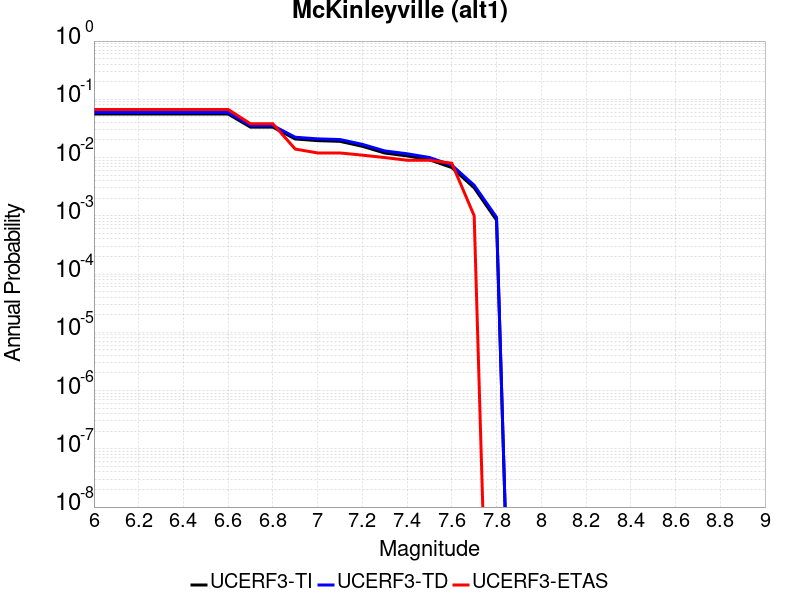 McKinleyville (alt1)
10^0
10^-1
10^-2
10^-3
10^-4
10^-5
10^-6
10^-7
10^-8
Annual Probability
6 6.2 6.4 6.6 6.8 7 7.2 7.4 7.6 7.8 8 8.2 8.4 8.6 8.8 9
Magnitude
UCERF3-TI UCERF3-TD UCERF3-ETAS